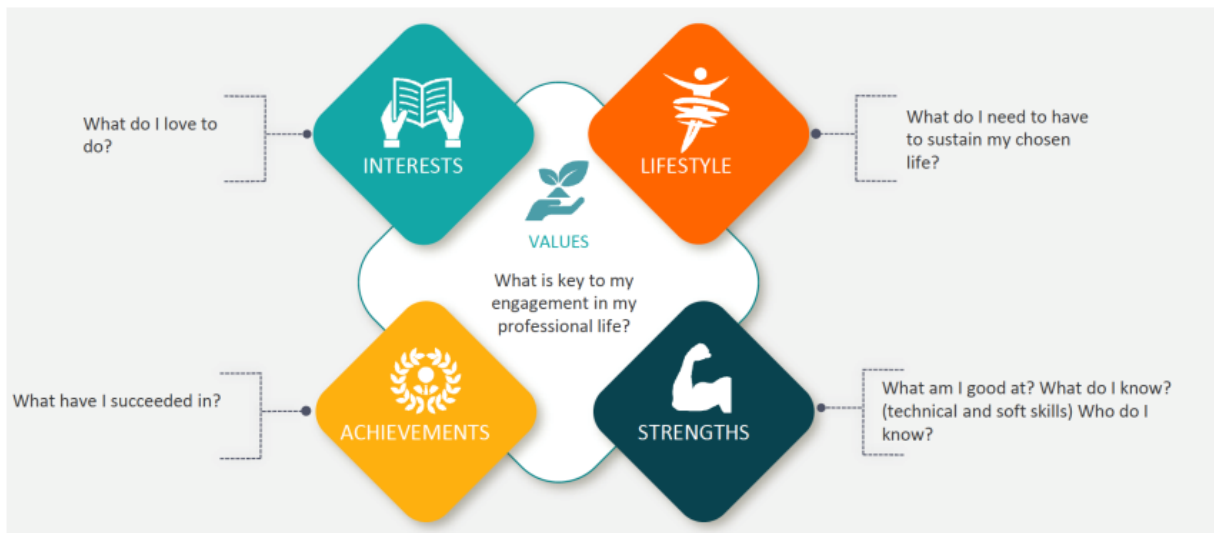 What do I love to
do?
INTERESTS
LIFESTYLE
What do I need to have
to sustain my chosen
life?
VALUES
What is key to my
engagement in my
professional life?
What have I succeeded in?
ACHIEVEMENTS
STRENGTHS
What am I good at? What do I know?
(technical and soft skills) Who do I
know?